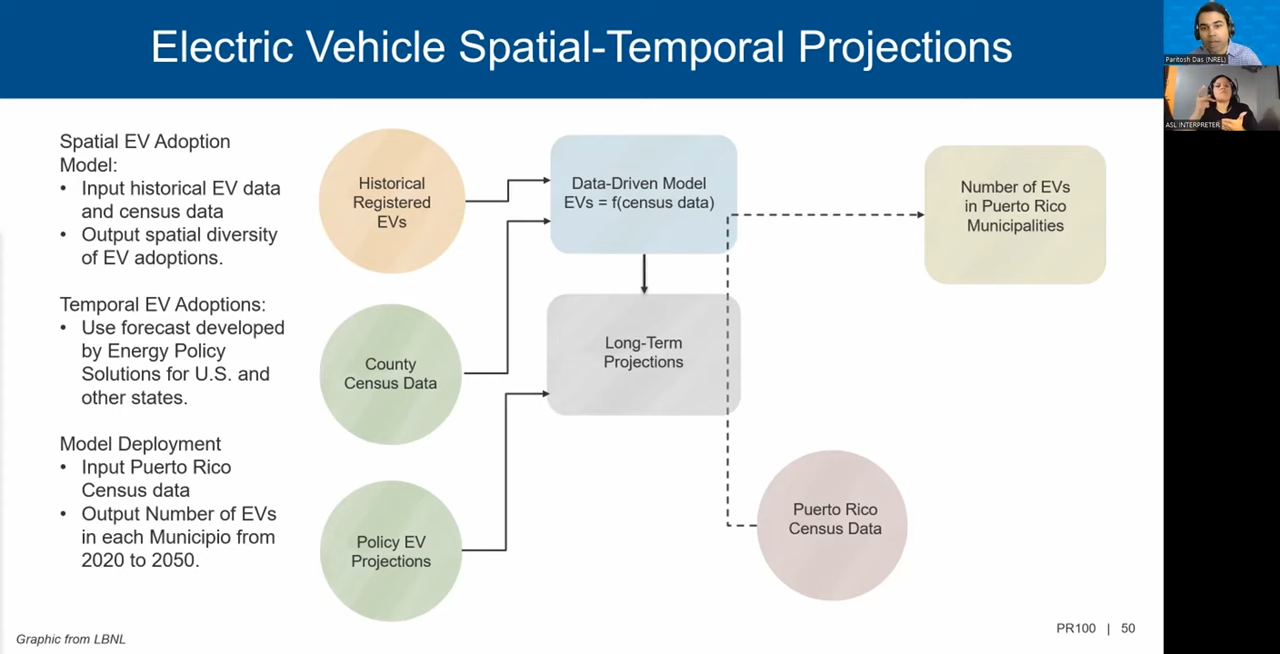 Electric Vehicle Spatial-Temporal Projections
Spatial EV Adoption
Model:
• Input historical EV data
and census data
• Output spatial diversity
of EV adoptions.
Temporal EV Adoptions:
• Use forecast developed
by Energy Policy
Solutions for U.S. and
other states.
Model Deployment
• Input Puerto Rico
Census data
• Output Number of EVs
in each Municipio from
2020 to 2050.
Historical
Registered
EVs
County
Census Data
Policy EV
Projections
Data-Driven Model
EVs = f(census data)
Long-Term
Projections
Number of EVs
in Puerto Rico
Municipalities
Puerto Rico
Census Data
Graphic from LBNL
PR100 | 50
Paritosh Das (NREL)
ASL INTERPRETER